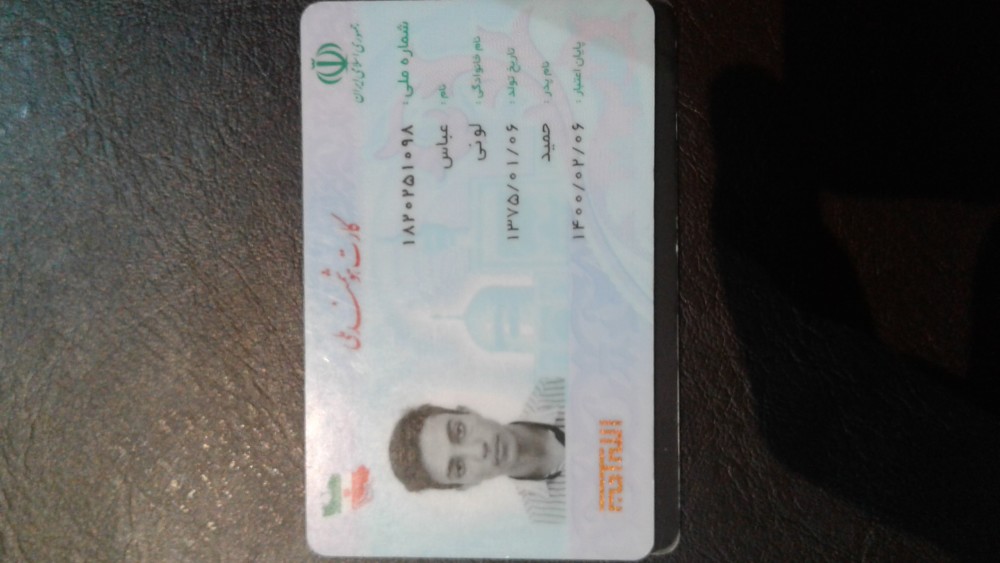 جمهوری اسلامی ایران
کارت هوشمند ملی
شماره ملی : ۱۸۲۰۲۵۱۰۹۸
نام : عباس
نام خانوادگی : لونی
تاریخ تولد : ۱۳۷۵/۰۱/۰۶
نام پدر : حمید
پایان اعتبار : ۱۴۰۰/۰۲/۰۶